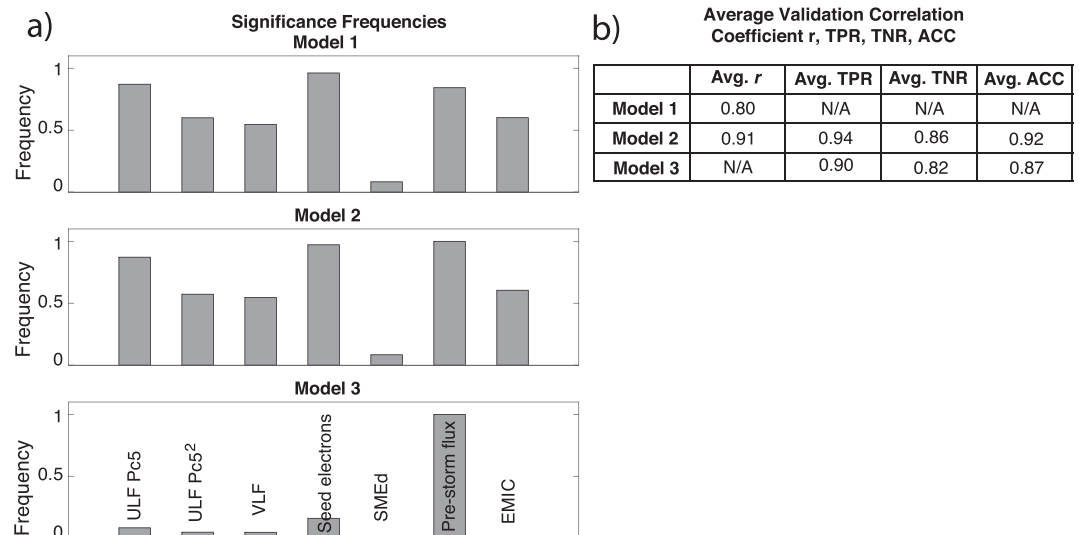 a)
Significance Frequencies
Model 1
Frequency
1
0.5
0
Model 2
Frequency
1
0.5
0
Model 3
Frequency
1
0.5
0
ULF Pc5
ULF Pc5²
VLF
Seed electrons
SMEd
Pre-storm flux
EMIC
b)
Average Validation Correlation
Coefficient r, TPR, TNR, ACC
Avg. r Avg. TPR Avg. TNR Avg. ACC
Model 1 0.80 N/A N/A N/A
Model 2 0.91 0.94 0.86 0.92
Model 3 N/A 0.90 0.82 0.87